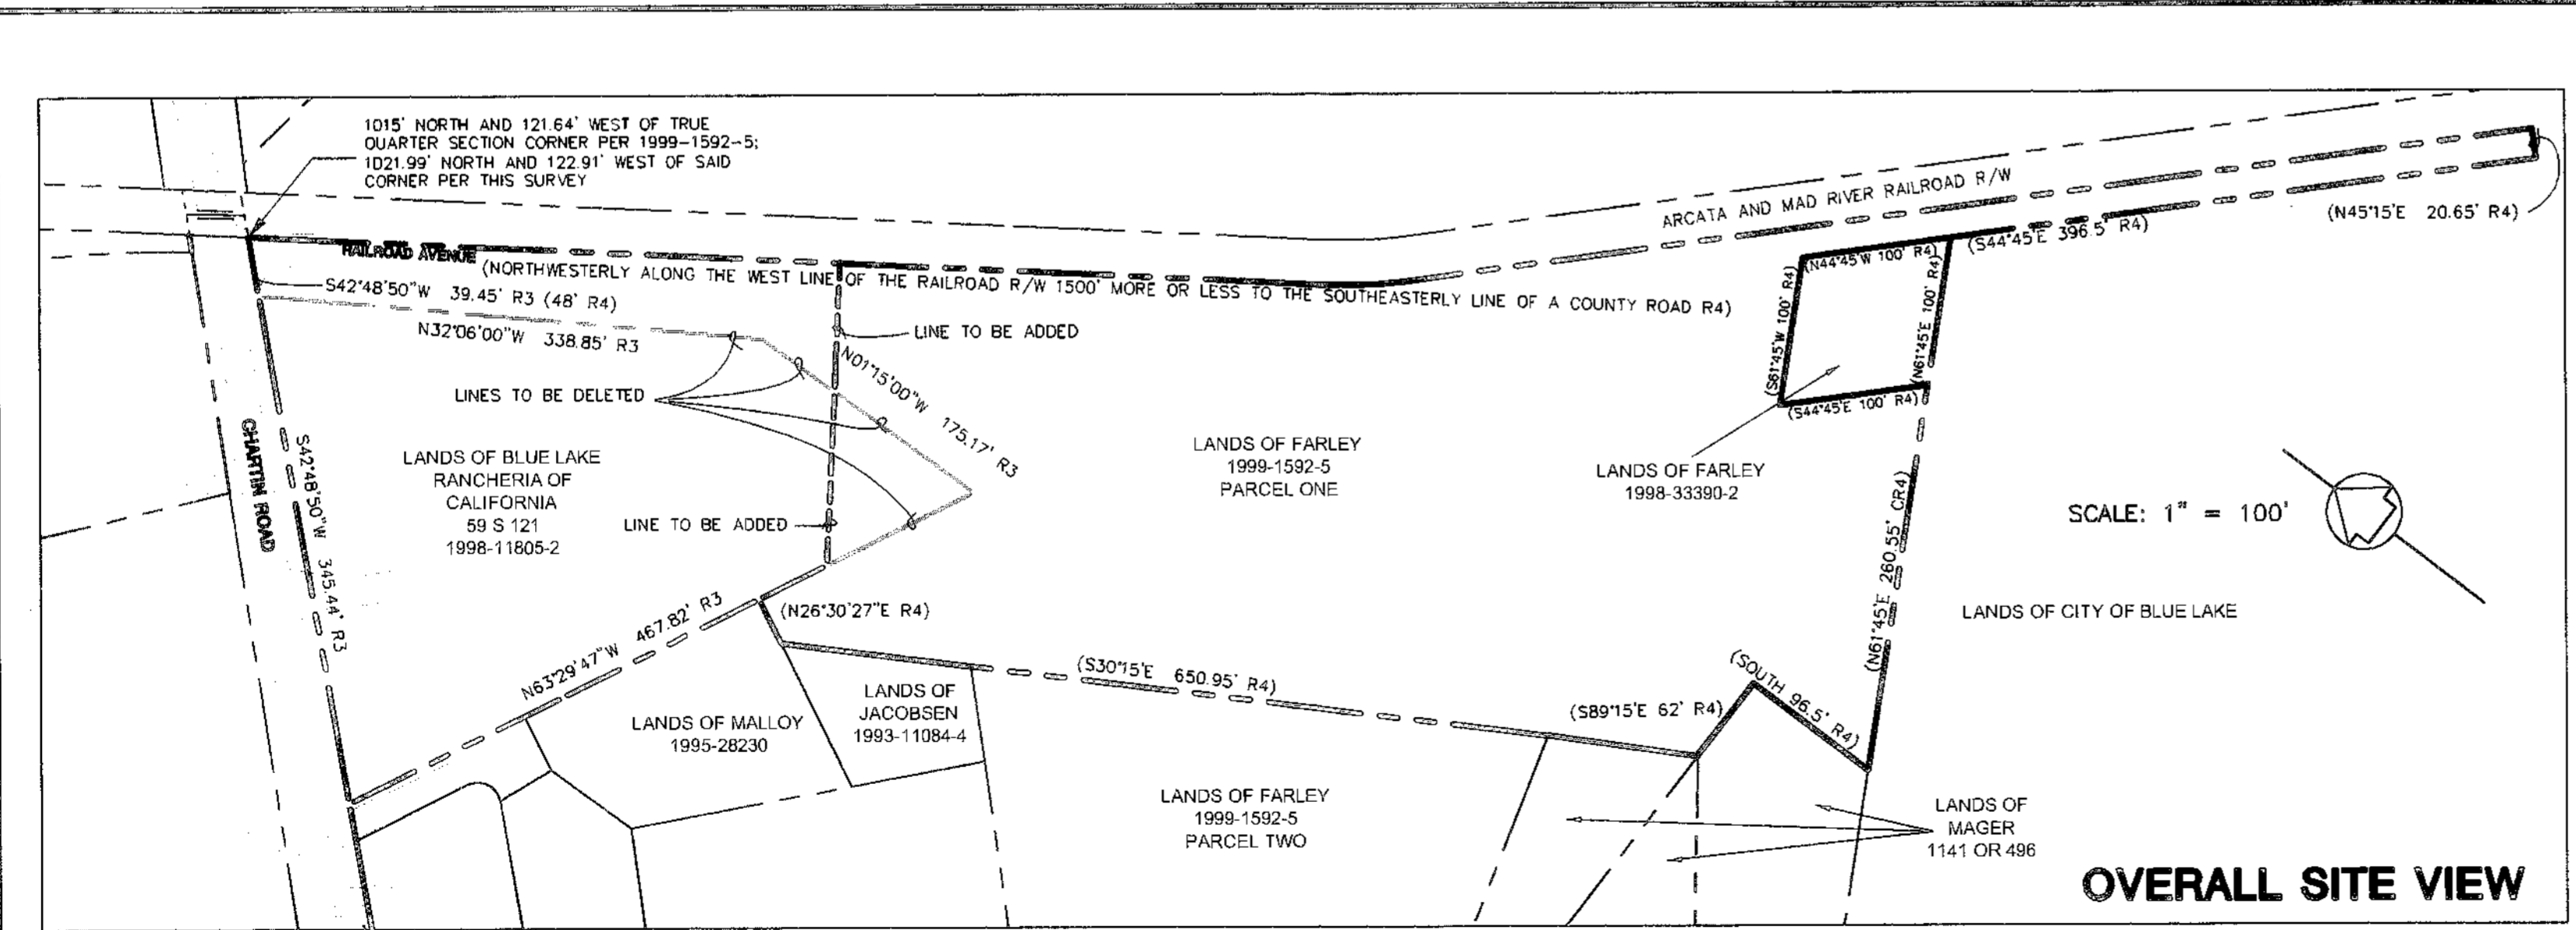 1015' NORTH AND 121.64' WEST OF TRUE
QUARTER SECTION CORNER PER 1999-1592-5;
1021.99' NORTH AND 122.91' WEST OF SAID
CORNER PER THIS SURVEY
ARCATA AND MAD RIVER RAILROAD R/W
(N45°15'E 20.65' R4)
RAILROAD AVENUE
(NORTHWESTERLY ALONG THE WEST LINE OF THE RAILROAD R/W 1500' MORE OR LESS TO THE SOUTHEASTERLY LINE OF A COUNTY ROAD R4)
(N44°45'W 100' R4)
(S44°45'E 396.5' R4)
S42°48'50"W 39.45' R3 (48' R4)
N32°06'00"W 338.85' R3
LINE TO BE ADDED
N01°15'00"W 175.17' R3
(S61°45'W 100' R4)
(N61°45'E 100' R4)
(S44°45'E 100' R4)
LINES TO BE DELETED
CHARTIN ROAD
S42°48'50"W 345.44' R3
LANDS OF BLUE LAKE
RANCHERIA OF
CALIFORNIA
59 S 121
1998-11805-2
LINE TO BE ADDED
LANDS OF FARLEY
1999-1592-5
PARCEL ONE
LANDS OF FARLEY
1998-33390-2
SCALE: 1" = 100'
(N61°45'E 260.55' CR4)
LANDS OF CITY OF BLUE LAKE
N63°29'47"W 467.82' R3
(N26°30'27"E R4)
(S30°15'E 650.95' R4)
(S89°15'E 62' R4)
(SOUTH 96.5' R4)
LANDS OF MALLOY
1995-28230
LANDS OF
JACOBSEN
1993-11084-4
LANDS OF FARLEY
1999-1592-5
PARCEL TWO
LANDS OF
MAGER
1141 OR 496
OVERALL SITE VIEW